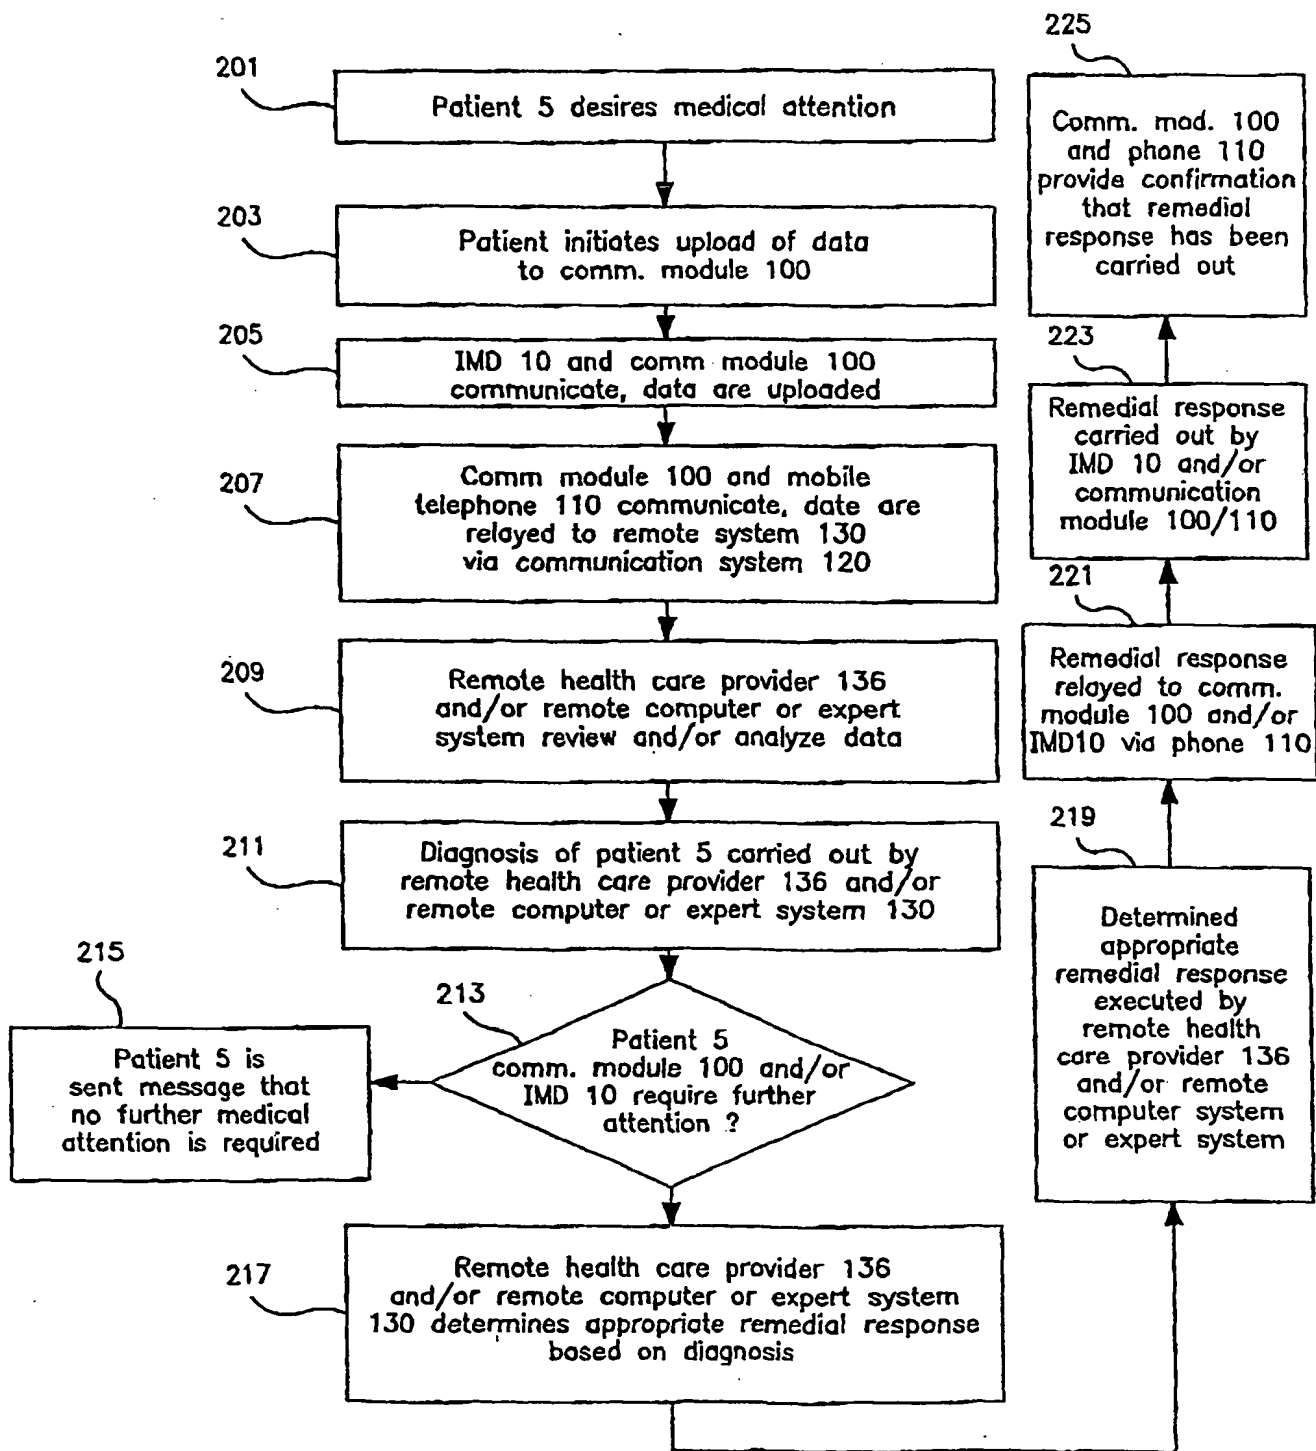 201
Patient 5 desires medical attention
203
Patient initiates upload of data
to comm. module 100
205
IMD 10 and comm module 100
communicate, data are uploaded
207
Comm module 100 and mobile
telephone 110 communicate, date are
relayed to remote system 130
via communication system 120
209
Remote health care provider 136
and/or remote computer or expert
system review and/or analyze data
211
Diagnosis of patient 5 carried out by
remote health care provider 136 and/or
remote computer or expert system 130
213
Patient 5
comm. module 100 and/or
IMD 10 require further
attention ?
215
Patient 5 is
sent message that
no further medical
attention is required
217
Remote health care provider 136
and/or remote computer or expert system
130 determines appropriate remedial response
based on diagnosis
219
Determined
appropriate
remedial response
executed by
remote health
care provider 136
and/or remote
computer system
or expert system
221
Remedial response
relayed to comm.
module 100 and/or
IMD10 via phone 110
223
Remedial response
carried out by
IMD 10 and/or
communication
module 100/110
225
Comm. mod. 100
and phone 110
provide confirmation
that remedial
response has been
carried out